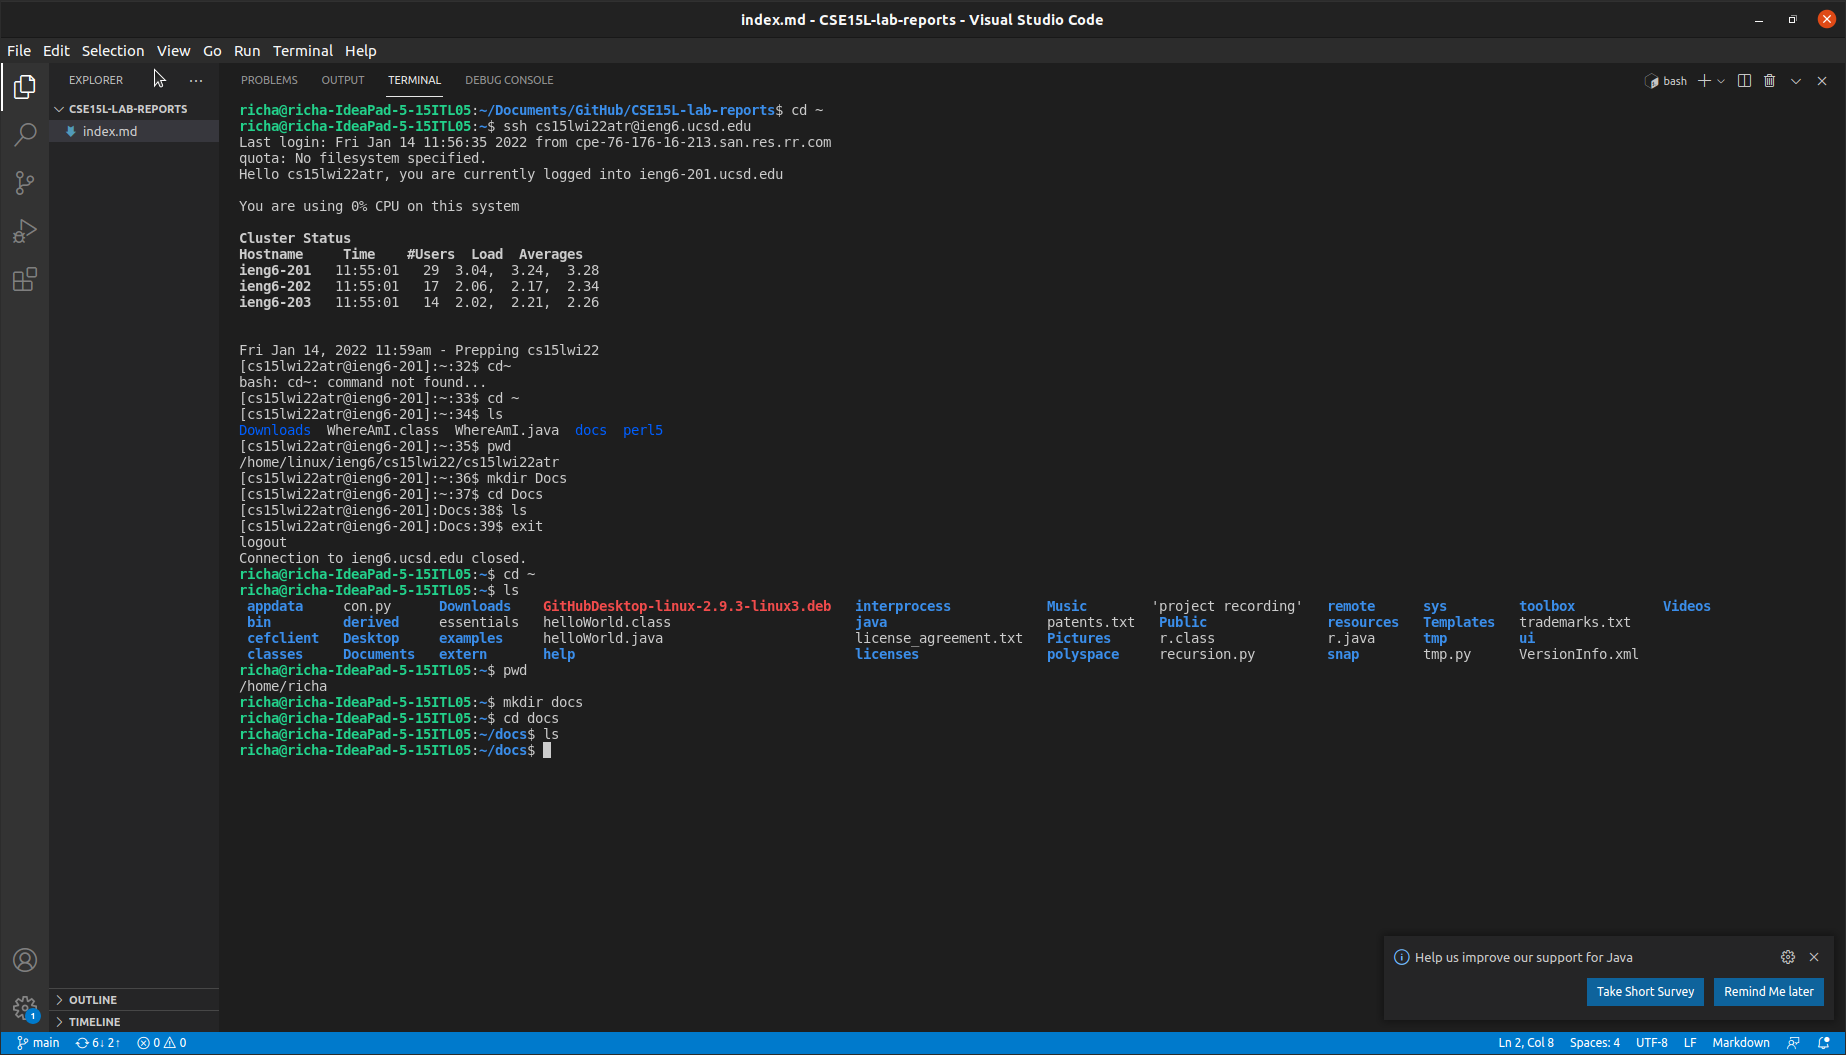 index.md - CSE15L-lab-reports - Visual Studio Code
File Edit Selection View Go Run Terminal Help
EXPLORER
CSE15L-LAB-REPORTS
index.md
PROBLEMS OUTPUT TERMINAL DEBUG CONSOLE
bash
richa@richa-IdeaPad-5-15ITL05:~/Documents/GitHub/CSE15L-lab-reports$ cd ~
richa@richa-IdeaPad-5-15ITL05:~$ ssh cs15lwi22atr@ieng6.ucsd.edu
Last login: Fri Jan 14 11:56:35 2022 from cpe-76-176-16-213.san.res.rr.com
quota: No filesystem specified.
Hello cs15lwi22atr, you are currently logged into ieng6-201.ucsd.edu
You are using 0% CPU on this system
Cluster Status
Hostname     Time    #Users  Load  Averages
ieng6-201   11:55:01   29  3.04,  3.24,  3.28
ieng6-202   11:55:01   17  2.06,  2.17,  2.34
ieng6-203   11:55:01   14  2.02,  2.21,  2.26
Fri Jan 14, 2022 11:59am - Prepping cs15lwi22
[cs15lwi22atr@ieng6-201]:~:32$ cd~
bash: cd~: command not found...
[cs15lwi22atr@ieng6-201]:~:33$ cd ~
[cs15lwi22atr@ieng6-201]:~:34$ ls
Downloads  WhereAmI.class  WhereAmI.java  docs  perl5
[cs15lwi22atr@ieng6-201]:~:35$ pwd
/home/linux/ieng6/cs15lwi22/cs15lwi22atr
[cs15lwi22atr@ieng6-201]:~:36$ mkdir Docs
[cs15lwi22atr@ieng6-201]:~:37$ cd Docs
[cs15lwi22atr@ieng6-201]:Docs:38$ ls
[cs15lwi22atr@ieng6-201]:Docs:39$ exit
logout
Connection to ieng6.ucsd.edu closed.
richa@richa-IdeaPad-5-15ITL05:~$ cd ~
richa@richa-IdeaPad-5-15ITL05:~$ ls
appdata con.py Downloads GitHubDesktop-linux-2.9.3-linux3.deb interprocess Music 'project recording' remote sys toolbox Videos
bin derived essentials helloWorld.class java patents.txt Public resources Templates trademarks.txt
cefclient Desktop examples helloWorld.java license_agreement.txt Pictures r.class r.java tmp ui
classes Documents extern help licenses polyspace recursion.py snap tmp.py VersionInfo.xml
richa@richa-IdeaPad-5-15ITL05:~$ pwd
/home/richa
richa@richa-IdeaPad-5-15ITL05:~$ mkdir docs
richa@richa-IdeaPad-5-15ITL05:~$ cd docs
richa@richa-IdeaPad-5-15ITL05:~/docs$ ls
richa@richa-IdeaPad-5-15ITL05:~/docs$
Help us improve our support for Java
Take Short Survey Remind Me later
OUTLINE
1
TIMELINE
main 6↓ 2↑ 0 0 Ln 2, Col 8 Spaces: 4 UTF-8 LF Markdown